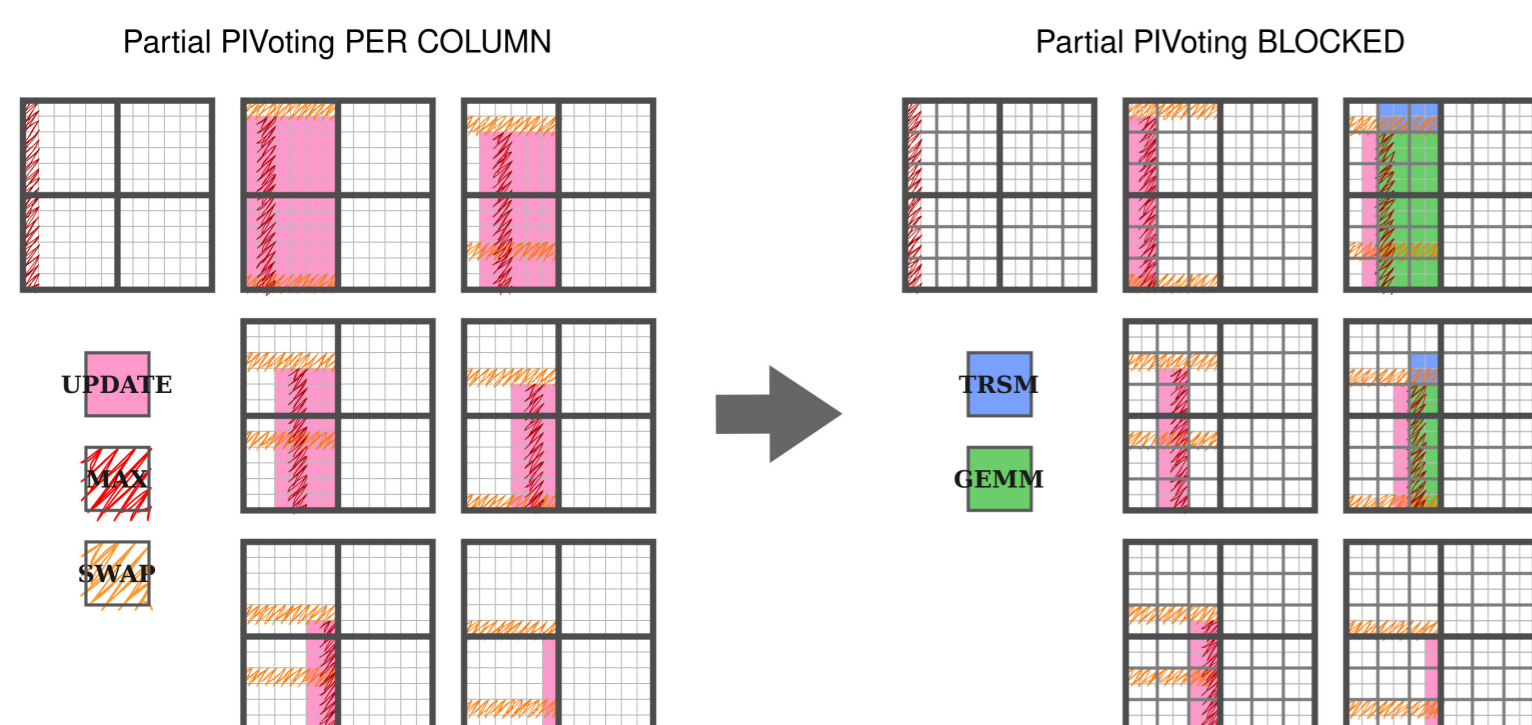 Partial PIVoting PER COLUMN
Partial PIVoting BLOCKED
UPDATE
MAX
SWAP
TRSM
GEMM